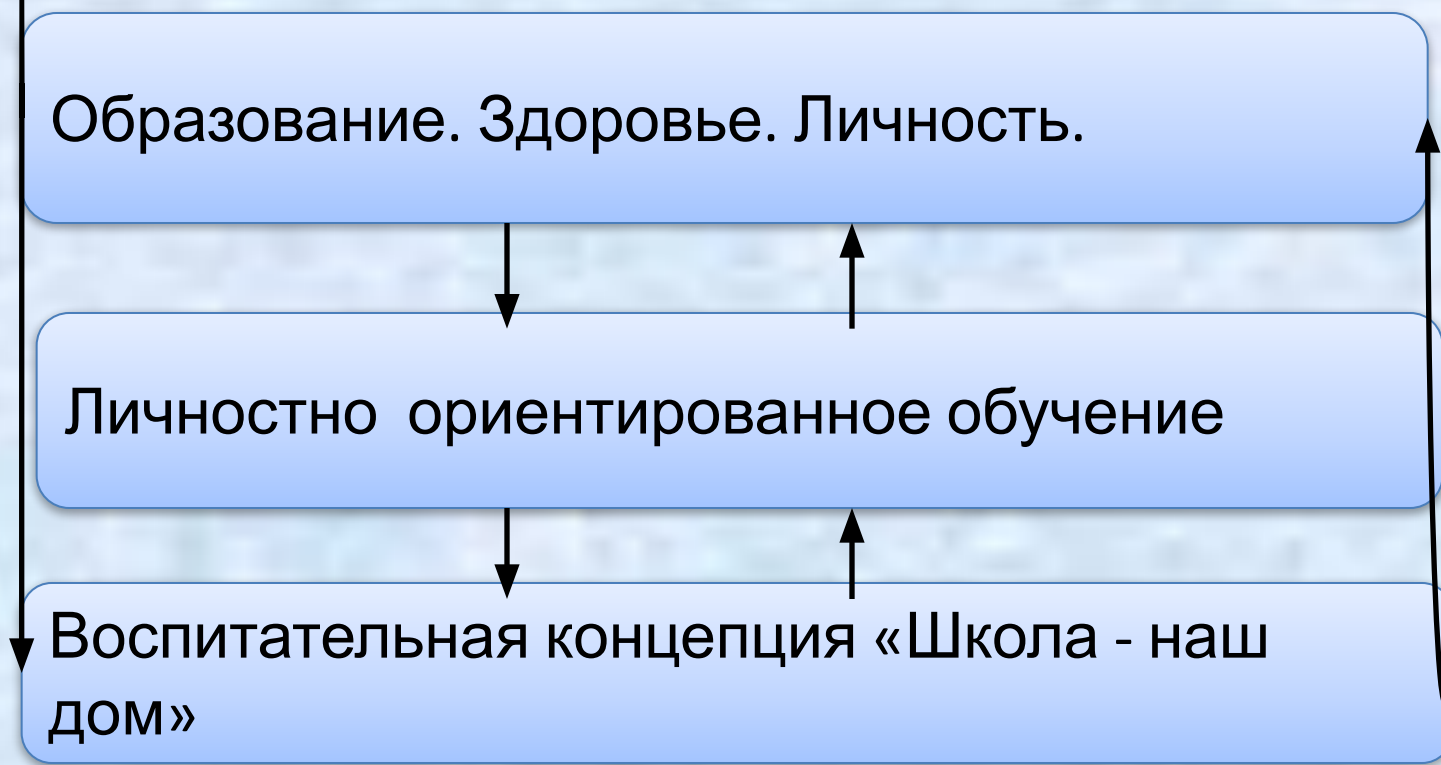 Образование. Здоровье. Личность.
Личностно ориентированное обучение
Воспитательная концепция «Школа - наш
дом»